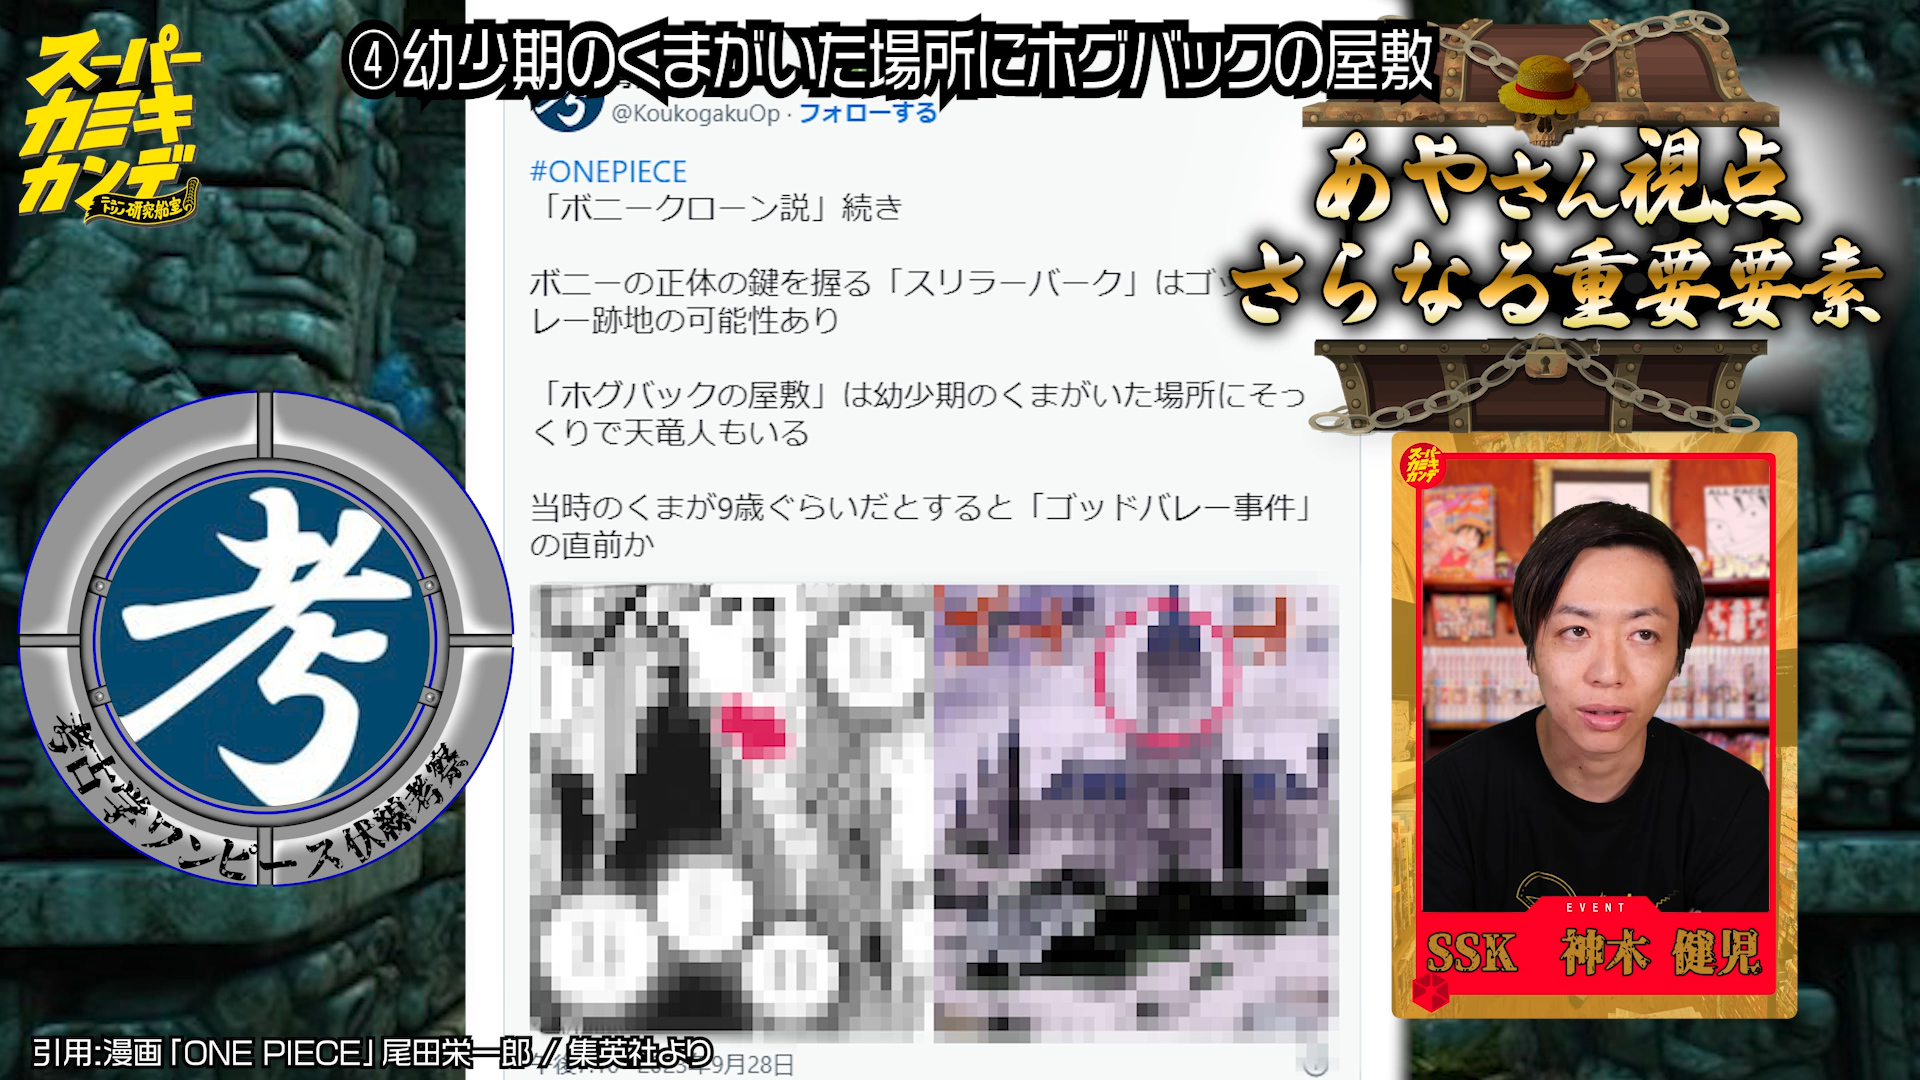 ④幼少期のくまがいた場所にホグバックの屋敷
スーパー
カミキ
カンデ
研究船室
@KoukogakuOp · フォローする
#ONEPIECE
「ボニークローン説」続き
ボニーの正体の鍵を握る「スリラーバーク」はゴッ
レー跡地の可能性あり
「ホグバックの屋敷」は幼少期のくまがいた場所にそっ
くりで天竜人もいる
当時のくまが9歳ぐらいだとすると「ゴッドバレー事件」
の直前か
9月28日
あやさん視点
さらなる重要要素
考
考古学ワンピース伏線考察
スーパー
カミキ
カンデ
EVENT
SSK 神木 健児
引用:漫画「ONE PIECE」尾田栄一郎 / 集英社より